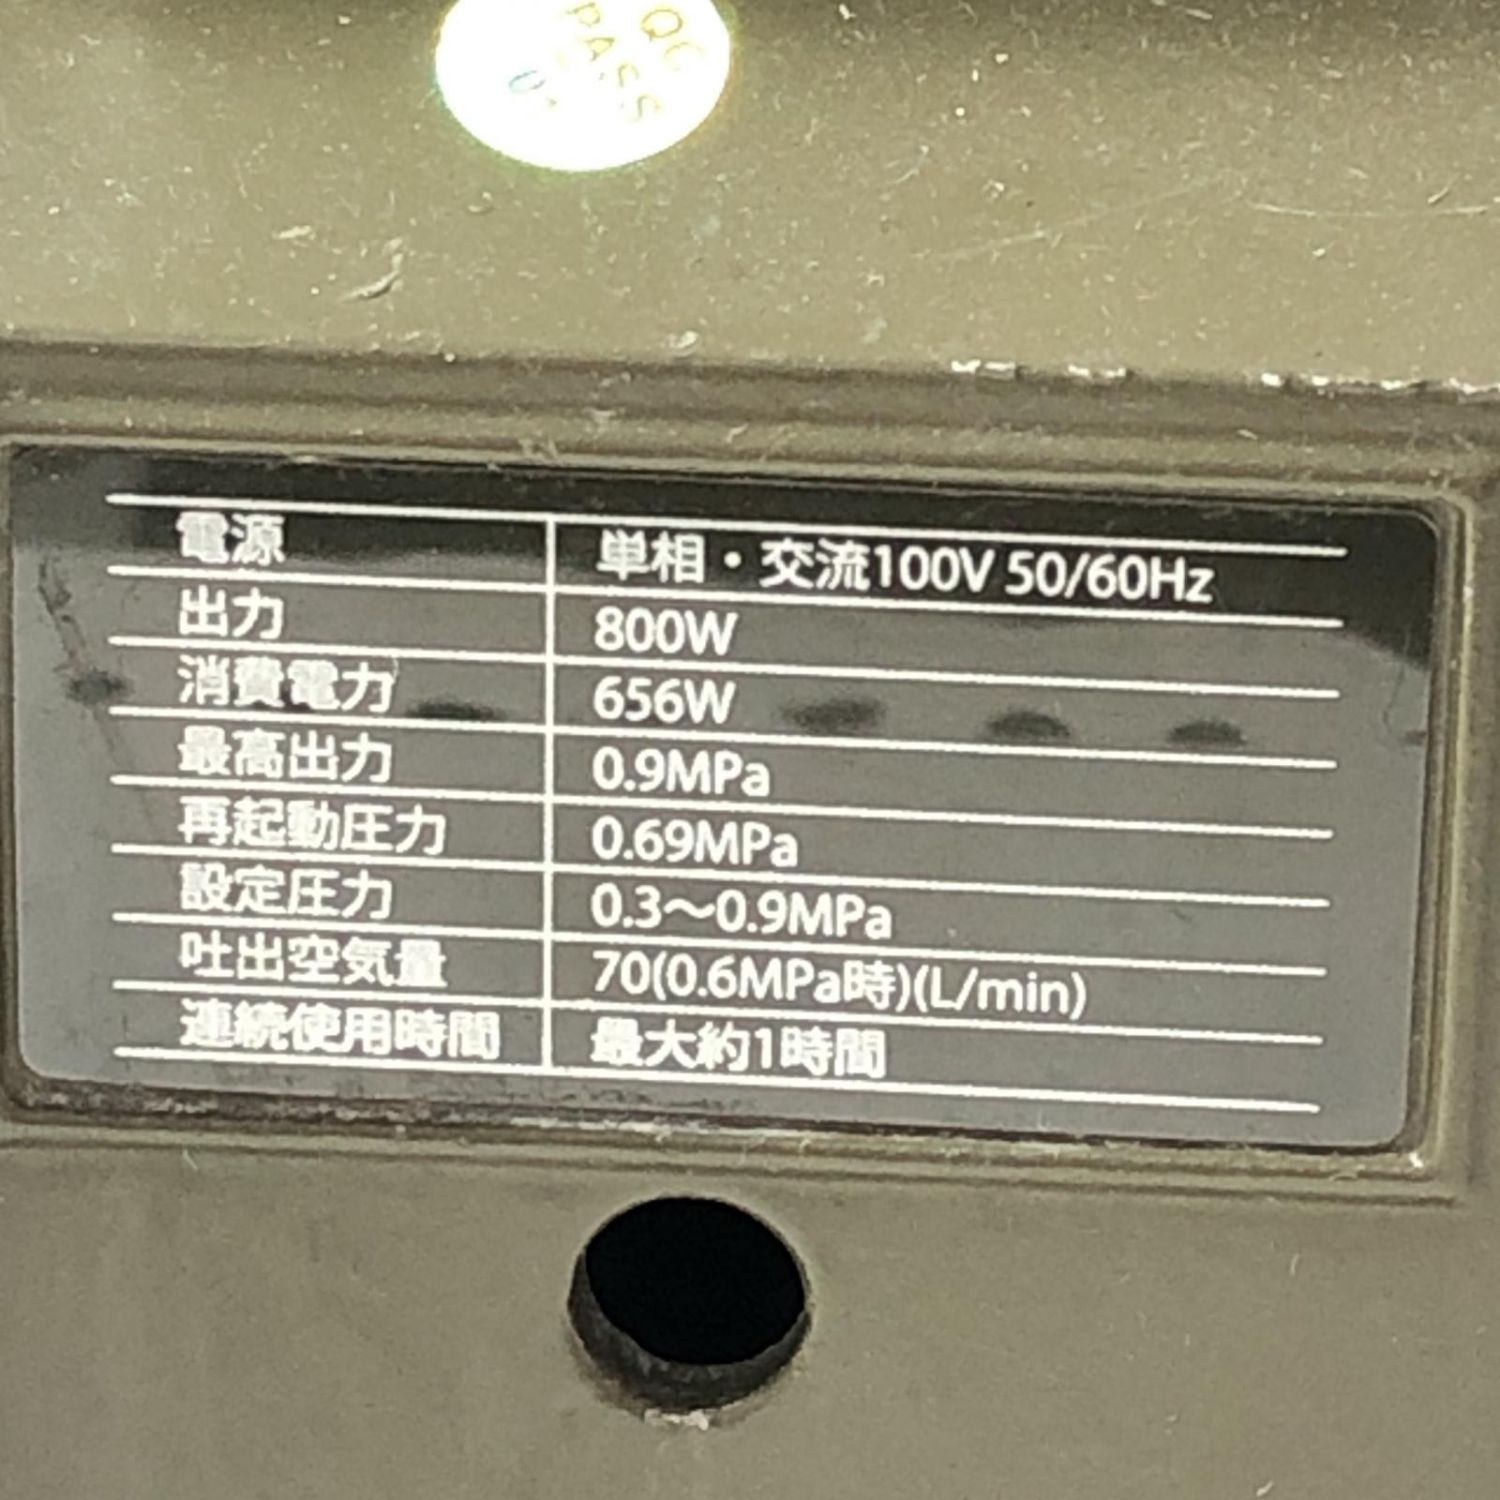 QC
PASS
電源 単相・交流100V 50/60Hz
出力 800W
消費電力 656W
最高出力 0.9MPa
再起動圧力 0.69MPa
設定圧力 0.3〜0.9MPa
吐出空気量 70(0.6MPa時)(L/min)
連続使用時間 最大約1時間